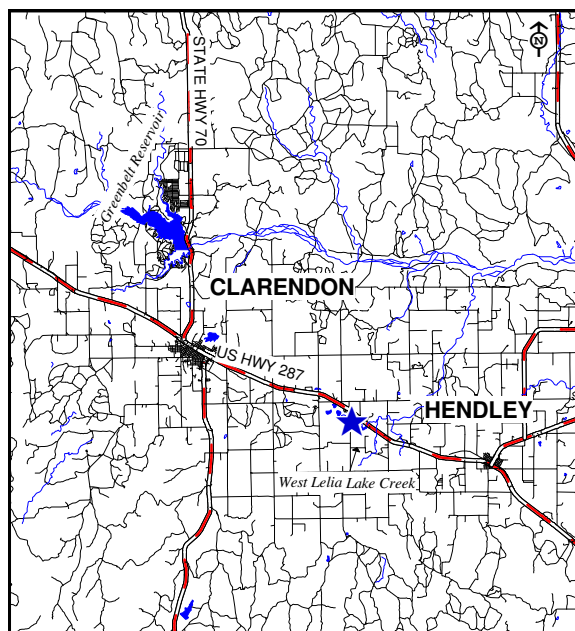 N
STATE HWY 70
Greenbelt Reservoir
CLARENDON
US HWY 287
HENDLEY
West Lelia Lake Creek